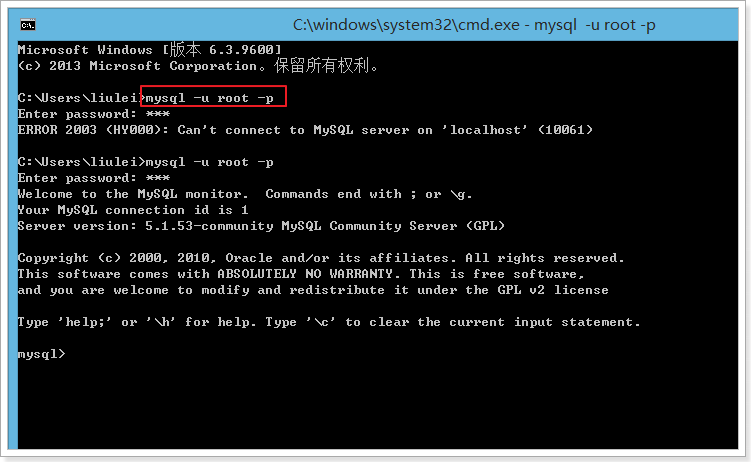 C:\windows\system32\cmd.exe - mysql  -u root -p
Microsoft Windows [版本 6.3.9600]
(c) 2013 Microsoft Corporation。保留所有权利。
C:\Users\liulei>mysql -u root -p
Enter password: ***
ERROR 2003 (HY000): Can't connect to MySQL server on 'localhost' (10061)
C:\Users\liulei>mysql -u root -p
Enter password: ***
Welcome to the MySQL monitor.  Commands end with ; or \g.
Your MySQL connection id is 1
Server version: 5.1.53-community MySQL Community Server (GPL)
Copyright (c) 2000, 2010, Oracle and/or its affiliates. All rights reserved.
This software comes with ABSOLUTELY NO WARRANTY. This is free software,
and you are welcome to modify and redistribute it under the GPL v2 license
Type 'help;' or '\h' for help. Type '\c' to clear the current input statement.
mysql>